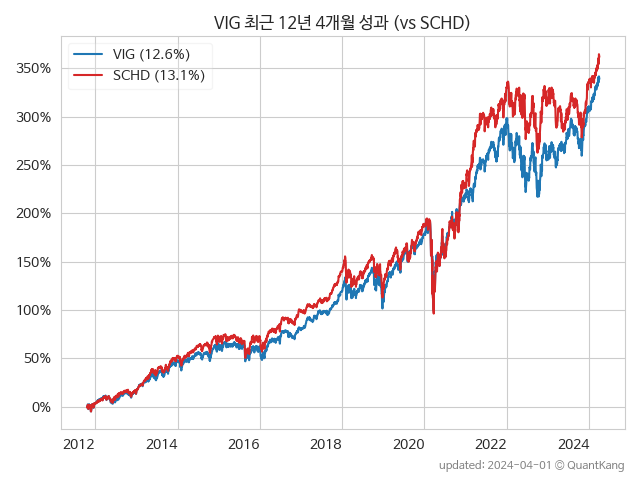 VIG 최근 12년 4개월 성과 (vs SCHD)
VIG (12.6%)
SCHD (13.1%)
350%
300%
250%
200%
150%
100%
50%
0%
2012 2014 2016 2018 2020 2022 2024
updated: 2024-04-01 © QuantKang